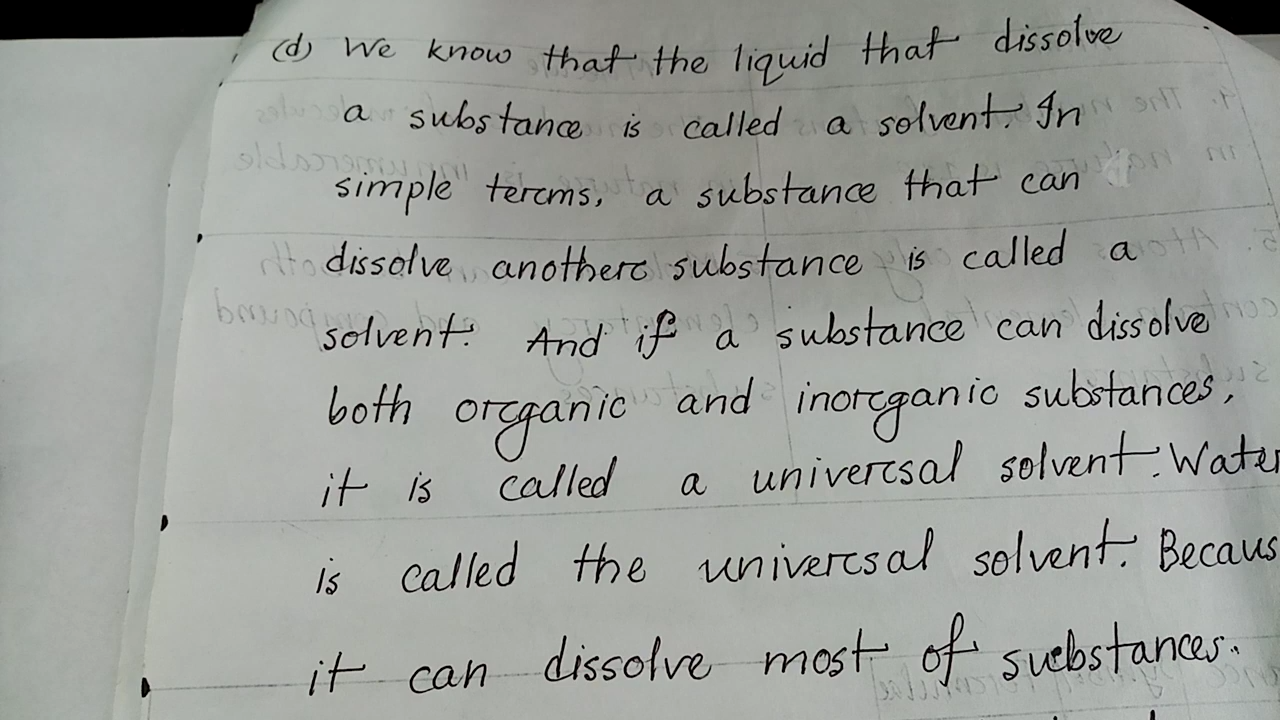 (d) We know that the liquid that dissolve
a substance is called a solvent. In
simple terms, a substance that can
dissolve another substance is called a
solvent. And if a substance can dissolve
both organic and inorganic substances,
it is called a universal solvent. Water
is called the universal solvent. Becaus
it can dissolve most of suebstances.